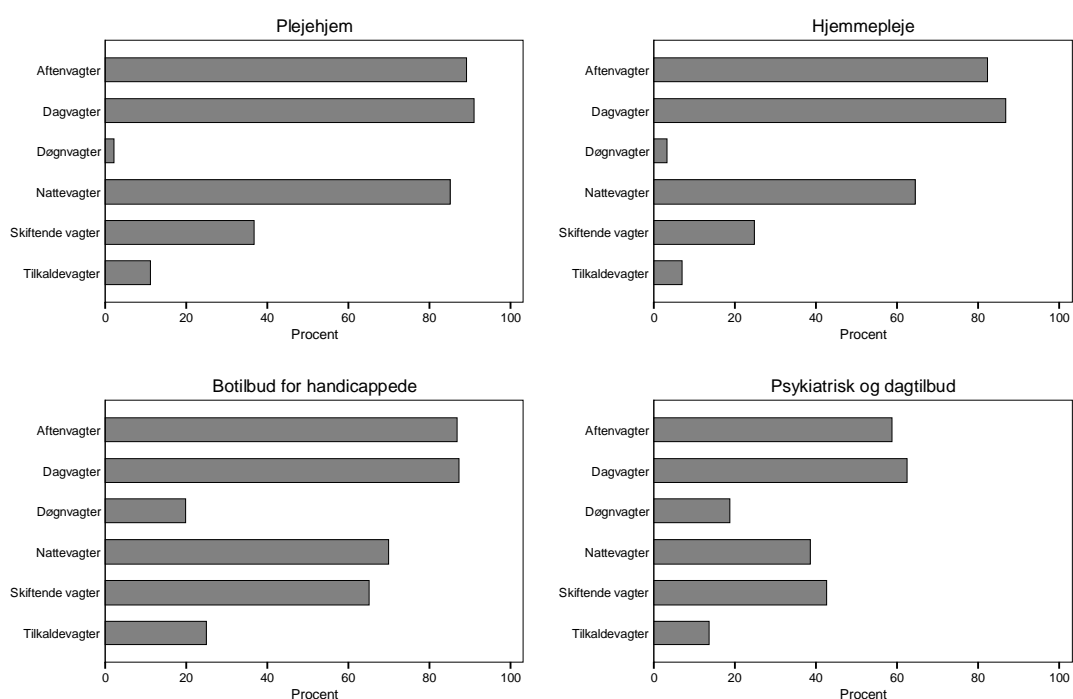 Plejehjem
Aftenvagter
Dagvagter
Døgnvagter
Nattevagter
Skiftende vagter
Tilkaldevagter
0 20 40 60 80 100
Procent
Hjemmepleje
Aftenvagter
Dagvagter
Døgnvagter
Nattevagter
Skiftende vagter
Tilkaldevagter
0 20 40 60 80 100
Procent
Botilbud for handicappede
Aftenvagter
Dagvagter
Døgnvagter
Nattevagter
Skiftende vagter
Tilkaldevagter
0 20 40 60 80 100
Procent
Psykiatrisk og dagtilbud
Aftenvagter
Dagvagter
Døgnvagter
Nattevagter
Skiftende vagter
Tilkaldevagter
0 20 40 60 80 100
Procent